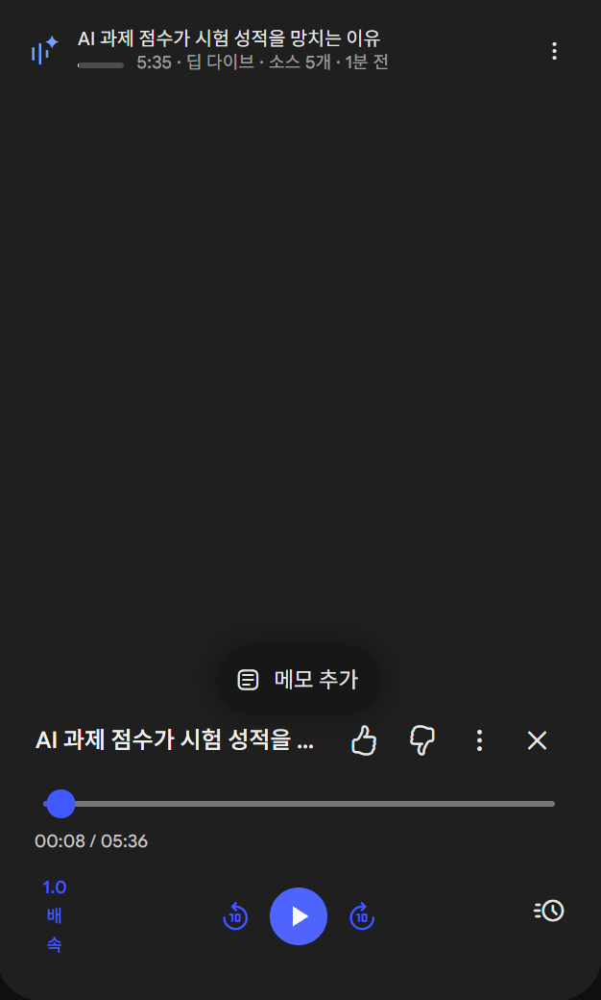 AI 과제 점수가 시험 성적을 망치는 이유
5:35 · 딥 다이브 · 소스 5개 · 1분 전
메모 추가
AI 과제 점수가 시험 성적을 ...
00:08 / 05:36
1.0
배
속
10
10